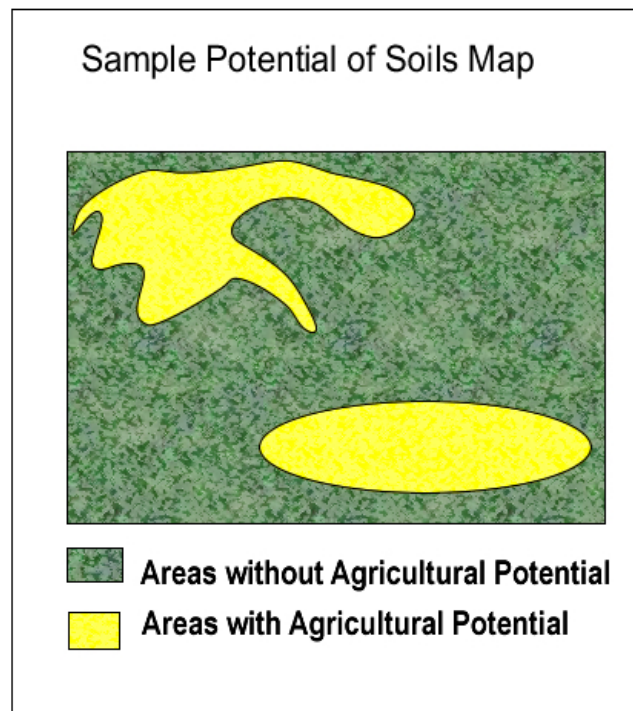 Sample Potential of Soils Map
Areas without Agricultural Potential
Areas with Agricultural Potential